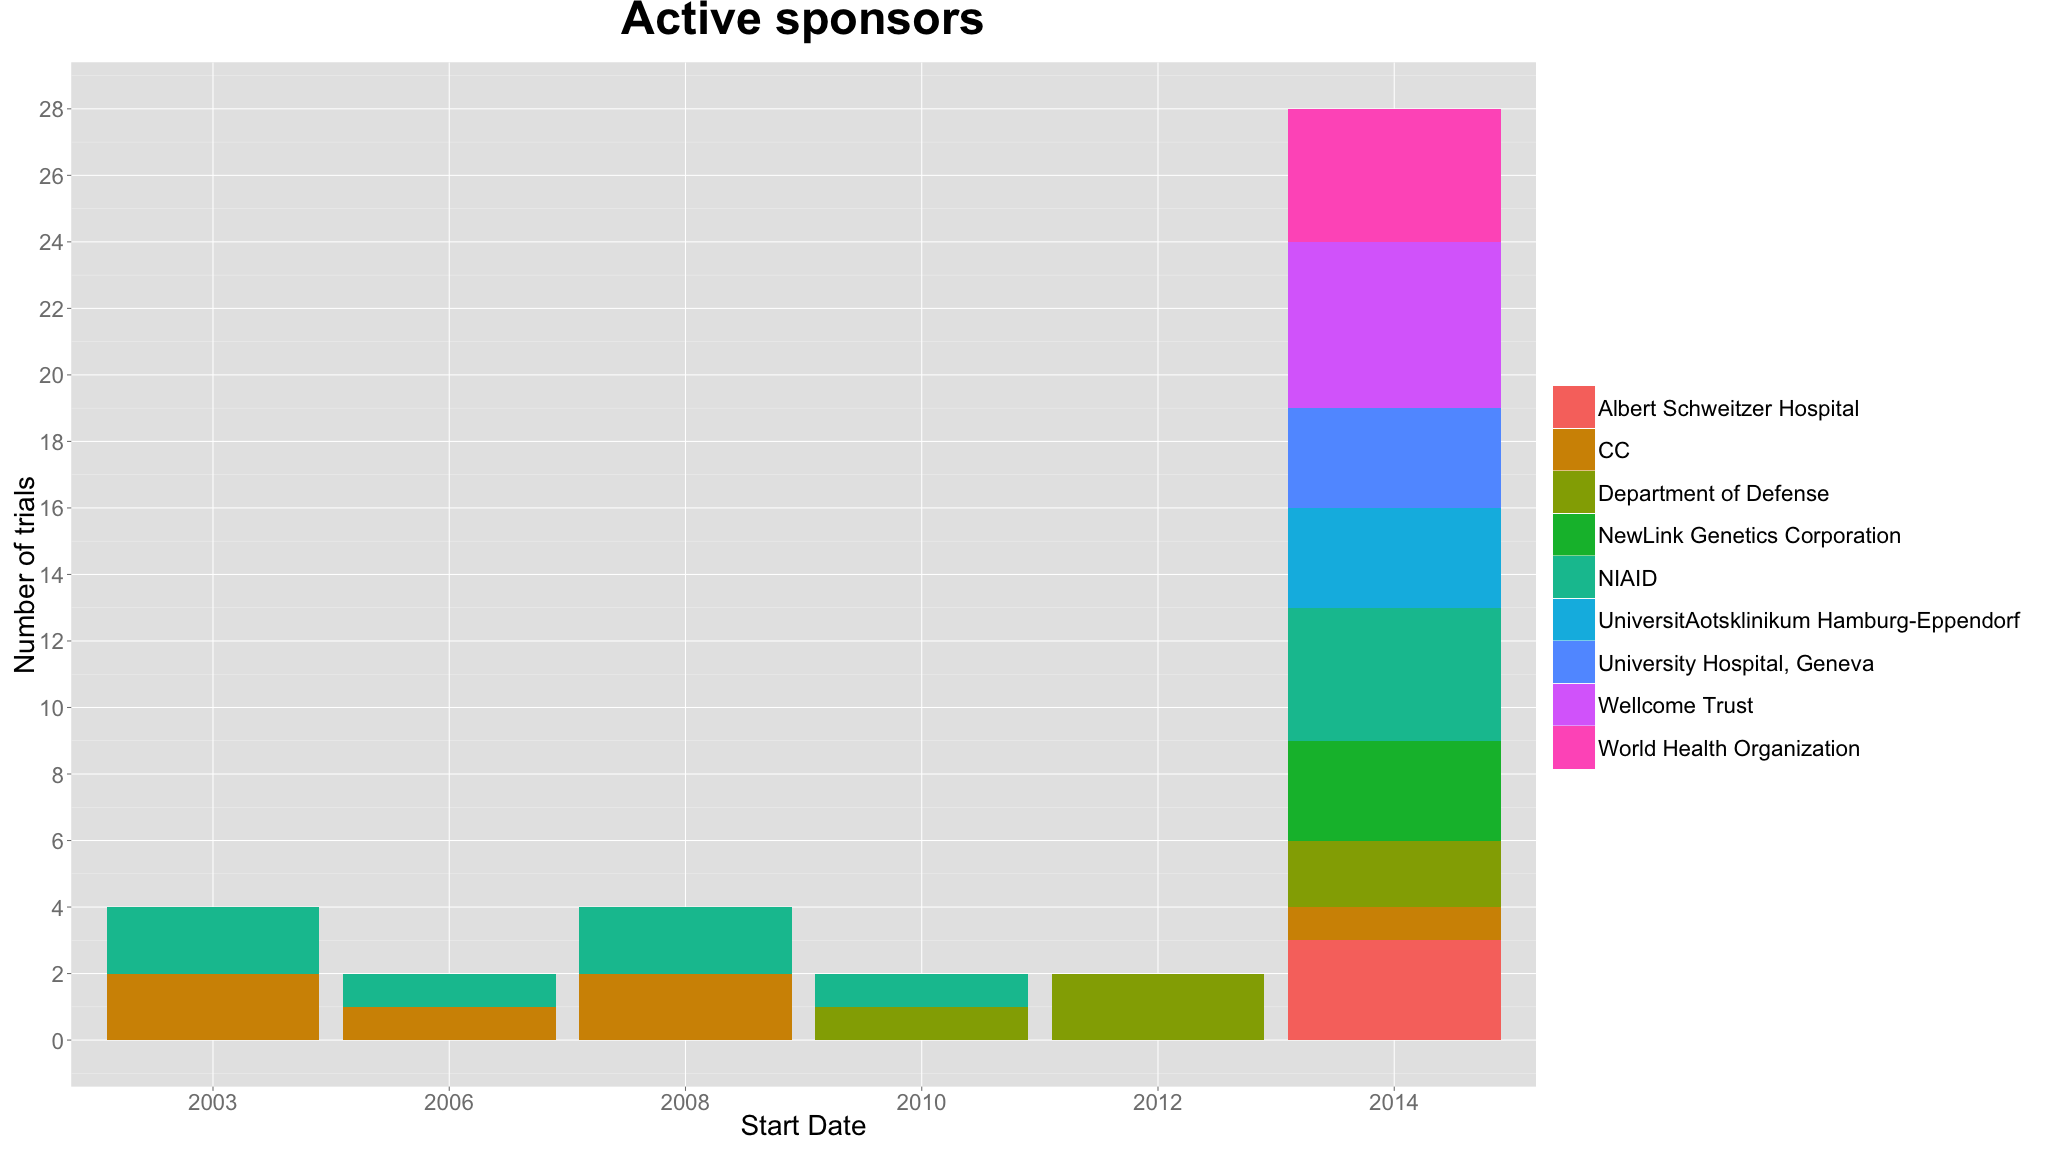 Active sponsors
Number of trials
28
26
24
22
20
18
16
14
12
10
8
6
4
2
0
2003
2006
2008
2010
2012
2014
Start Date
Albert Schweitzer Hospital
CC
Department of Defense
NewLink Genetics Corporation
NIAID
UniversitAotsklinikum Hamburg-Eppendorf
University Hospital, Geneva
Wellcome Trust
World Health Organization